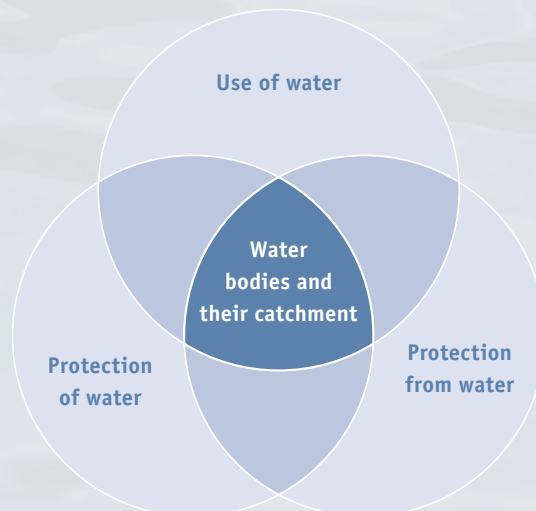 Use of water
Water
bodies and
their catchment
Protection
of water
Protection
from water